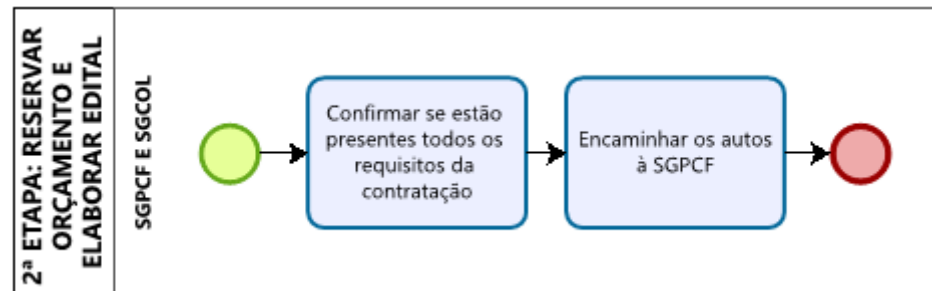 2ª ETAPA: RESERVAR
ORÇAMENTO E
ELABORAR EDITAL
SGPCF E SGCOL
Confirmar se estão
presentes todos os
requisitos da
contratação
Encaminhar os autos
à SGPCF